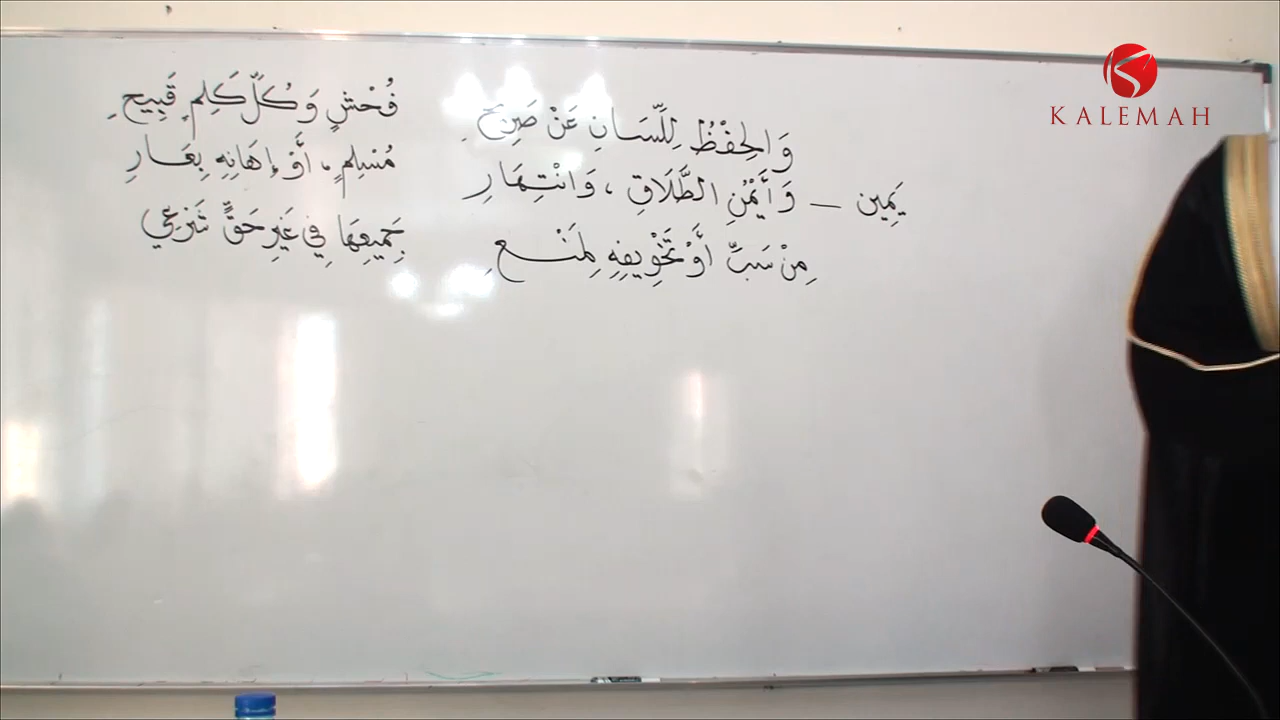 KALEMAH
وَالحِفْظُ لِلِّسَانِ عَنْ صَرِيحِ فُحْشٍ وَكُلِّ كَلِمٍ قَبِيحِ
يَمِين – وَأَيْمُنِ الطَّلَاقِ ، وَانْتِهَارِ مُسْلِمٍ ، أَوْ إِهَانِهِ بِعَارِ
مِنْ سَبٍّ أَوْ تَخْوِيفِهِ لِمَنْعِ جَمِيعِهَا فِي غَيْرِ حَقٍّ شَرْعِي